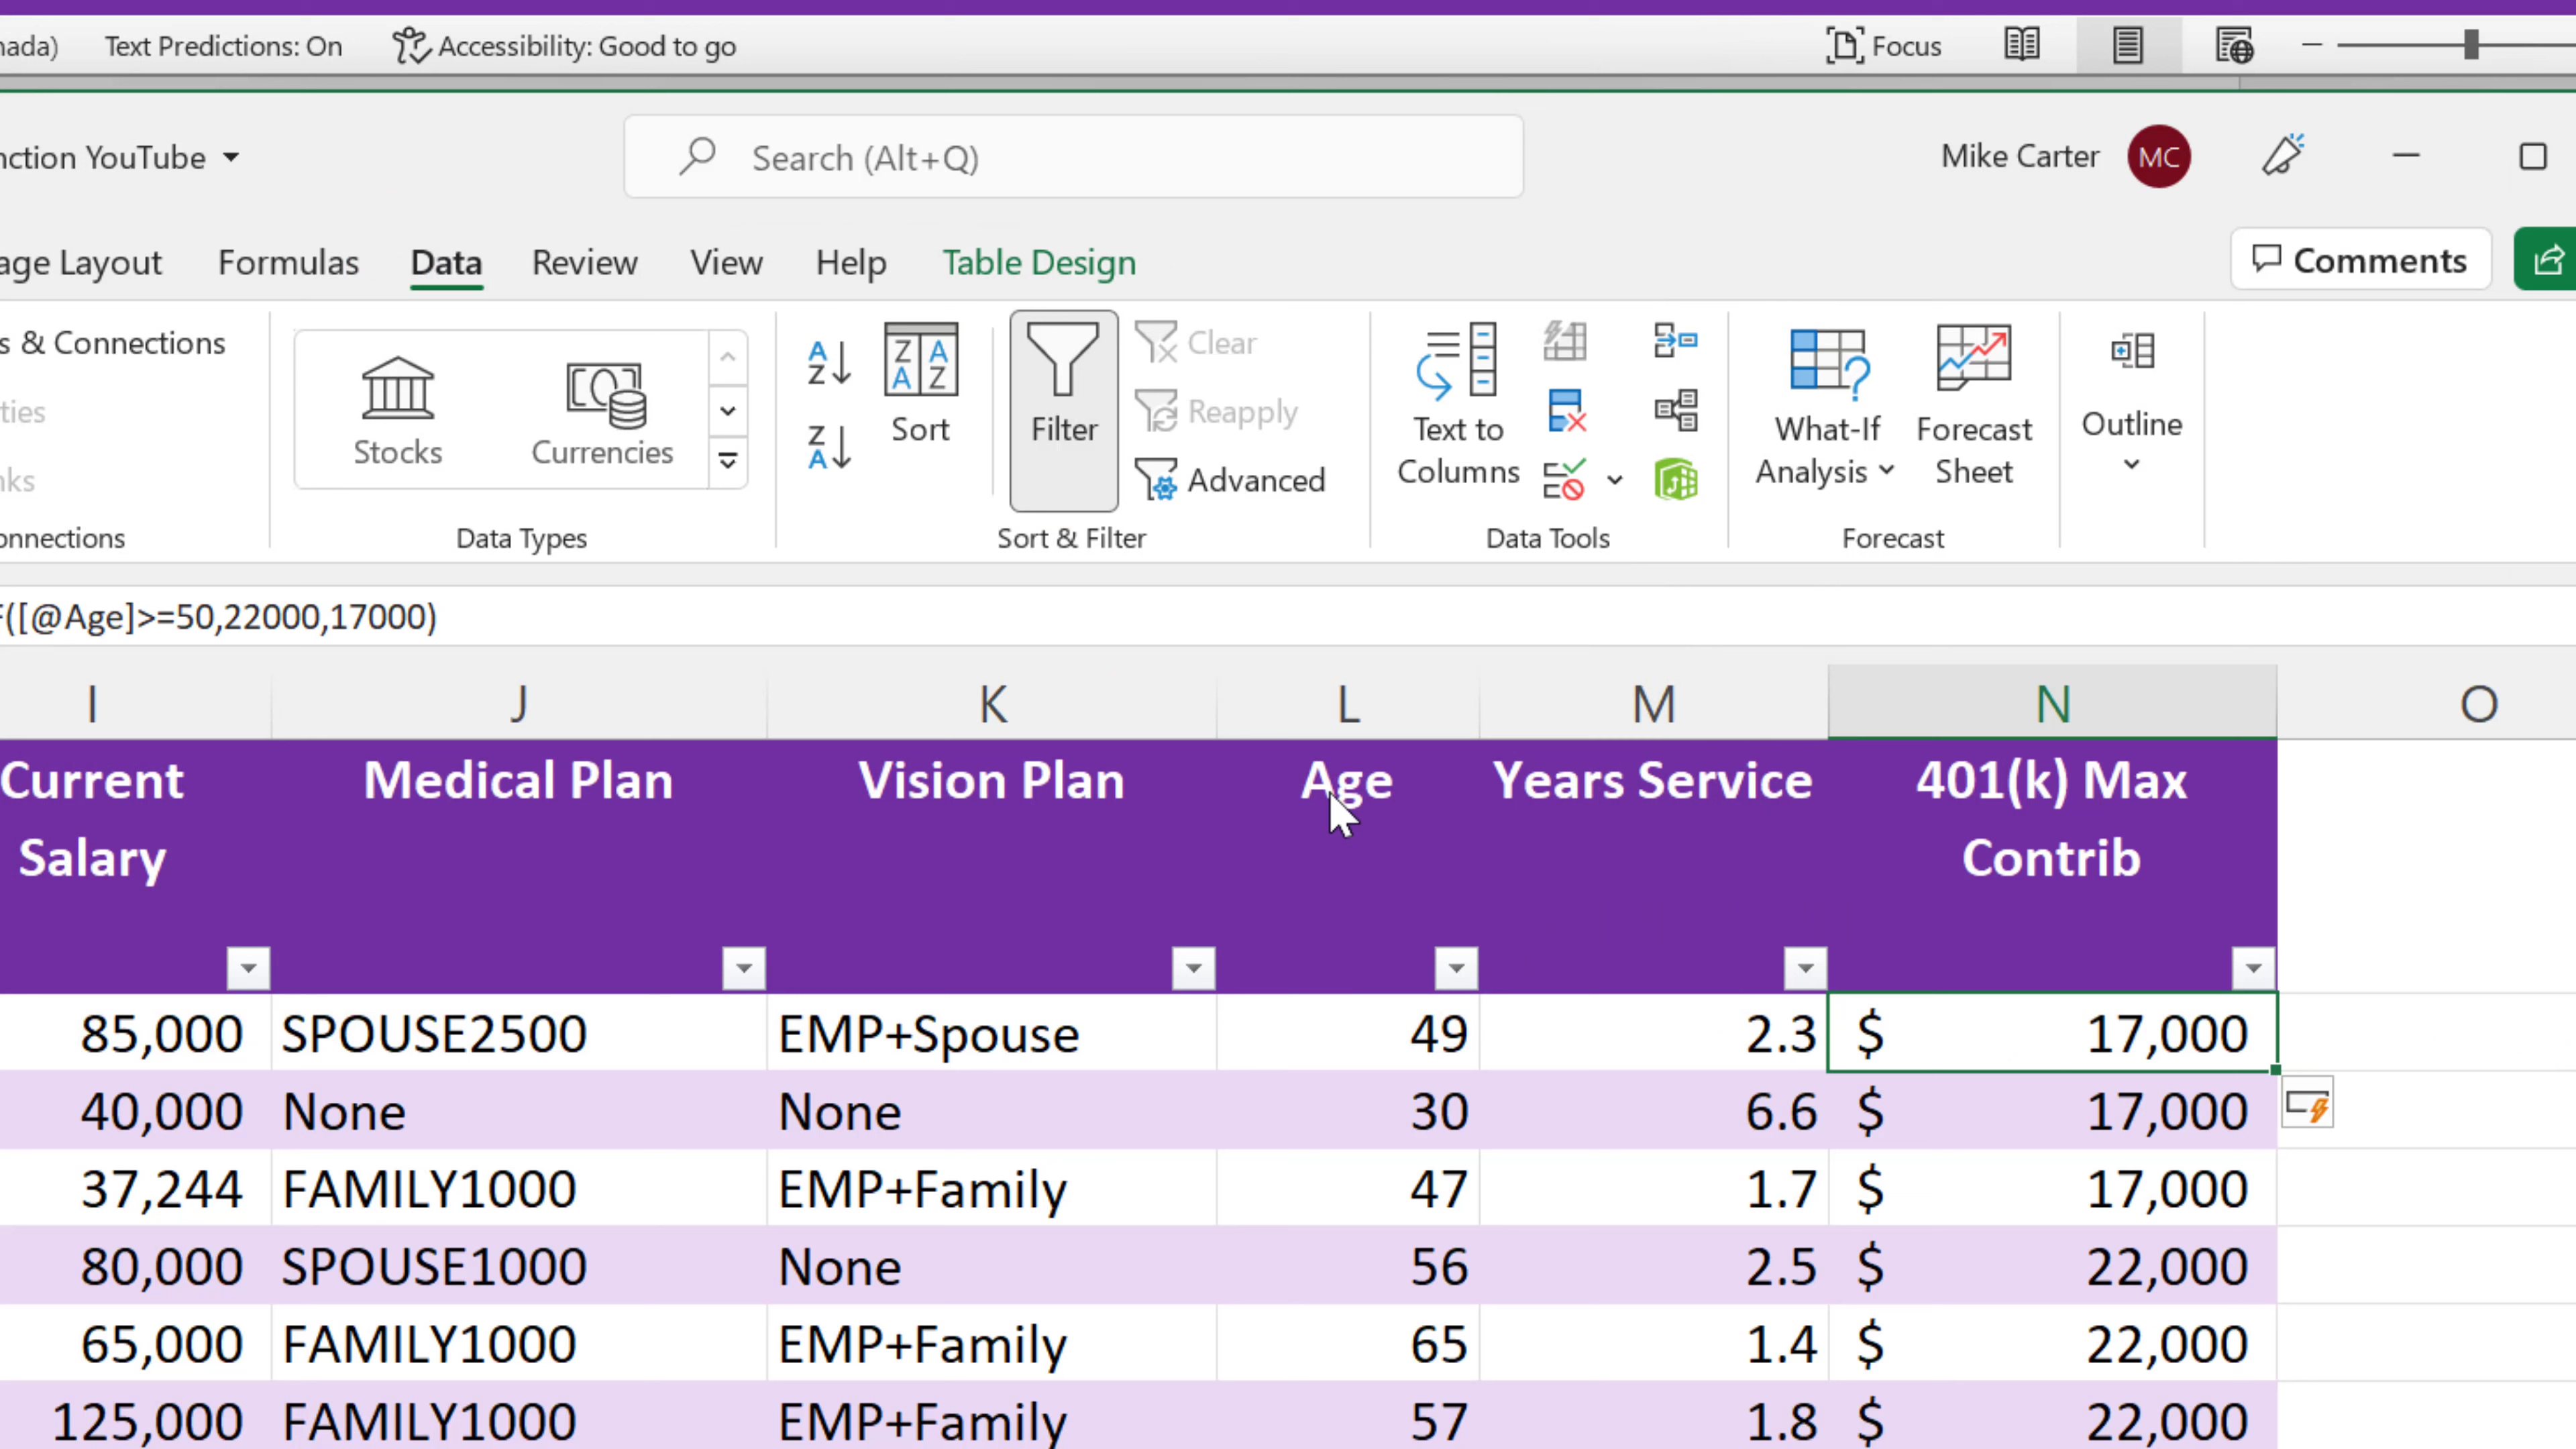 nada) Text Predictions: On Accessibility: Good to go Focus
nction YouTube Search (Alt+Q) Mike Carter MC
age Layout Formulas Data Review View Help Table Design Comments
s & Connections
ties
nks
onnections
Stocks Currencies
Data Types
Sort Filter Clear
Reapply
Advanced
Sort & Filter
Text to
Columns
Data Tools
What-If
Analysis
Forecast
Sheet
Forecast
Outline
F([@Age]>=50,22000,17000)
I J K L M N O
Current Salary Medical Plan Vision Plan Age Years Service 401(k) Max Contrib
85,000 SPOUSE2500 EMP+Spouse 49 2.3 $ 17,000
40,000 None None 30 6.6 $ 17,000
37,244 FAMILY1000 EMP+Family 47 1.7 $ 17,000
80,000 SPOUSE1000 None 56 2.5 $ 22,000
65,000 FAMILY1000 EMP+Family 65 1.4 $ 22,000
125,000 FAMILY1000 EMP+Family 57 1.8 $ 22,000